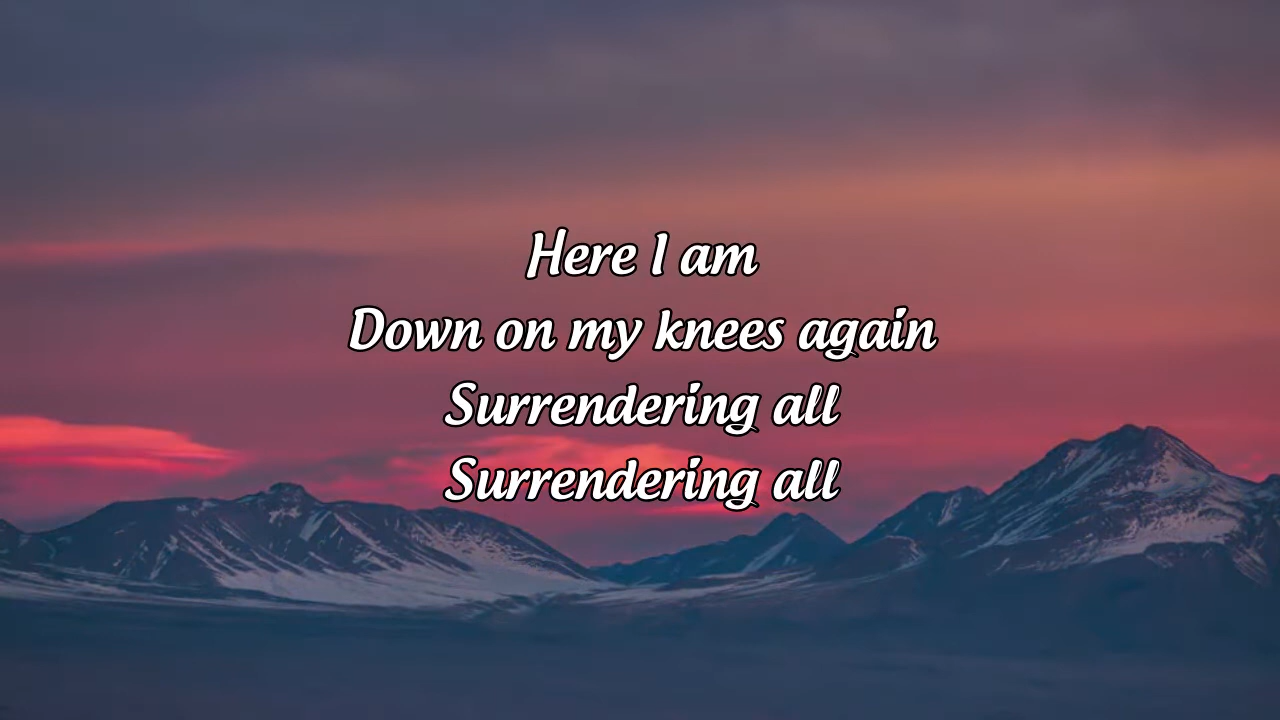 Here I am
Down on my knees again
Surrendering all
Surrendering all